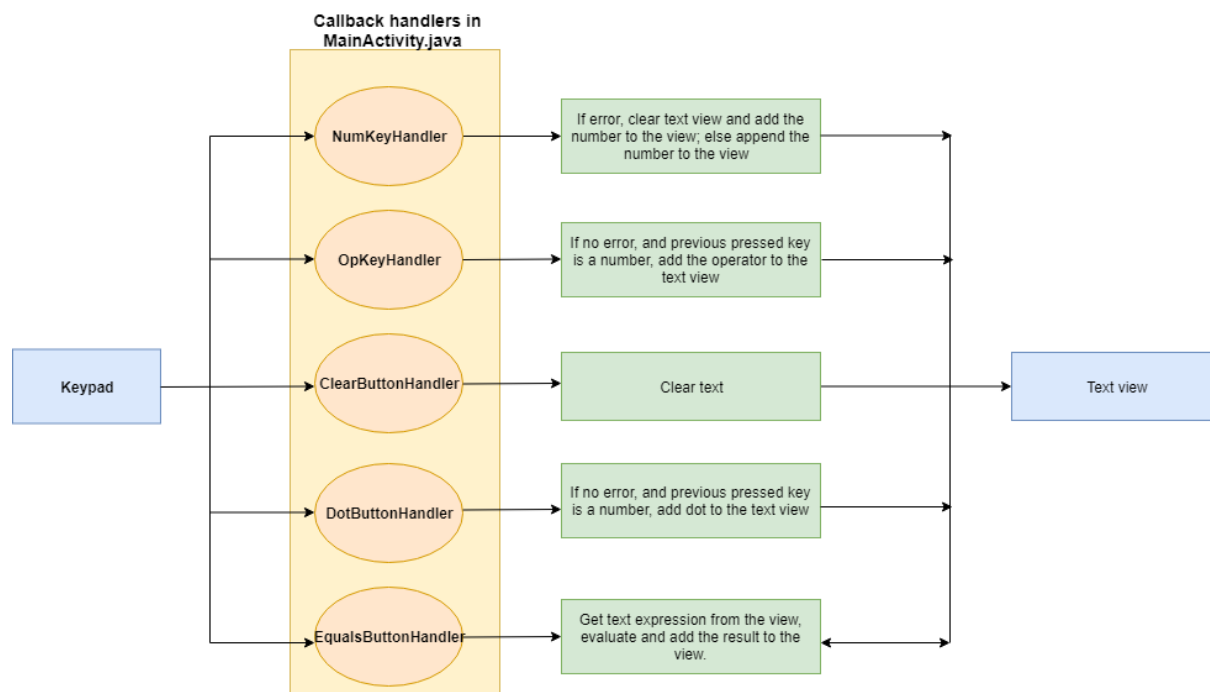 Callback handlers in
MainActivity.java
NumKeyHandler
If error, clear text view and add the
number to the view; else append the
number to the view
OpKeyHandler
If no error, and previous pressed key
is a number, add the operator to the
text view
Keypad
ClearButtonHandler
Clear text
Text view
DotButtonHandler
If no error, and previous pressed key
is a number, add dot to the text view
EqualsButtonHandler
Get text expression from the view,
evaluate and add the result to the
view.